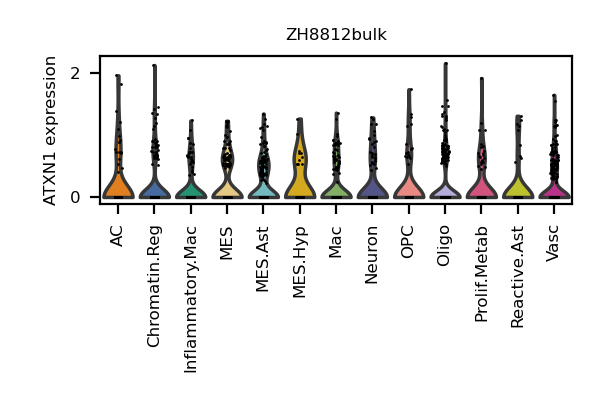 ZH8812bulk
ATXN1 expression
2
0
AC
Chromatin.Reg
Inflammatory.Mac
MES
MES.Ast
MES.Hyp
Mac
Neuron
OPC
Oligo
Prolif.Metab
Reactive.Ast
Vasc